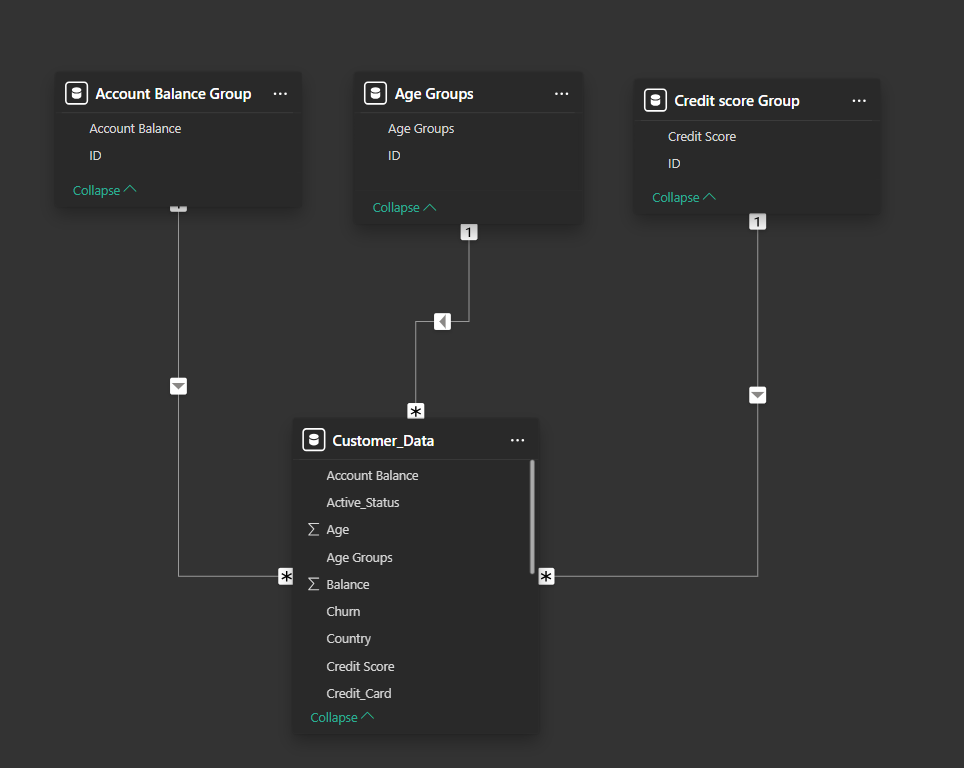 Account Balance Group ...
Account Balance
ID
Collapse
Age Groups ...
Age Groups
ID
Collapse
1
Credit score Group ...
Credit Score
ID
Collapse
1
*
Customer_Data ...
Account Balance
Active_Status
∑ Age
Age Groups
*
*
∑ Balance
Churn
Country
Credit Score
Credit_Card
Collapse